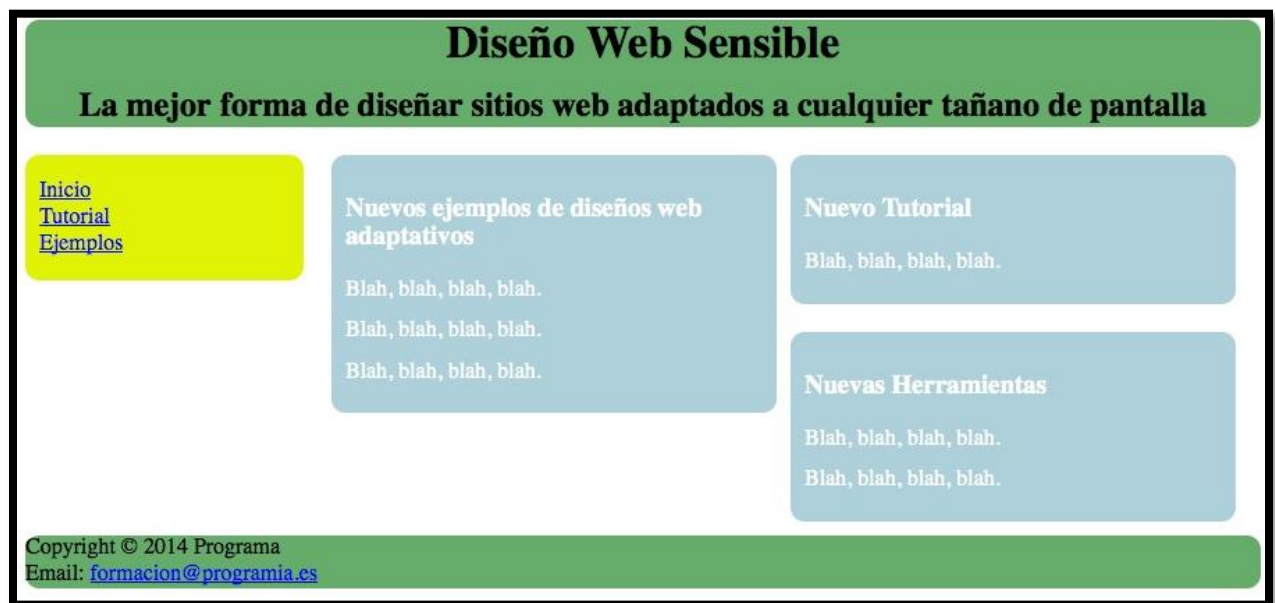 Diseño Web Sensible
La mejor forma de diseñar sitios web adaptados a cualquier tañano de pantalla
Inicio
Tutorial
Ejemplos
Nuevos ejemplos de diseños web
adaptativos
Blah, blah, blah, blah.
Blah, blah, blah, blah.
Blah, blah, blah, blah.
Nuevo Tutorial
Blah, blah, blah, blah.
Nuevas Herramientas
Blah, blah, blah, blah.
Blah, blah, blah, blah.
Copyright © 2014 Programa
Email: formacion@programia.es